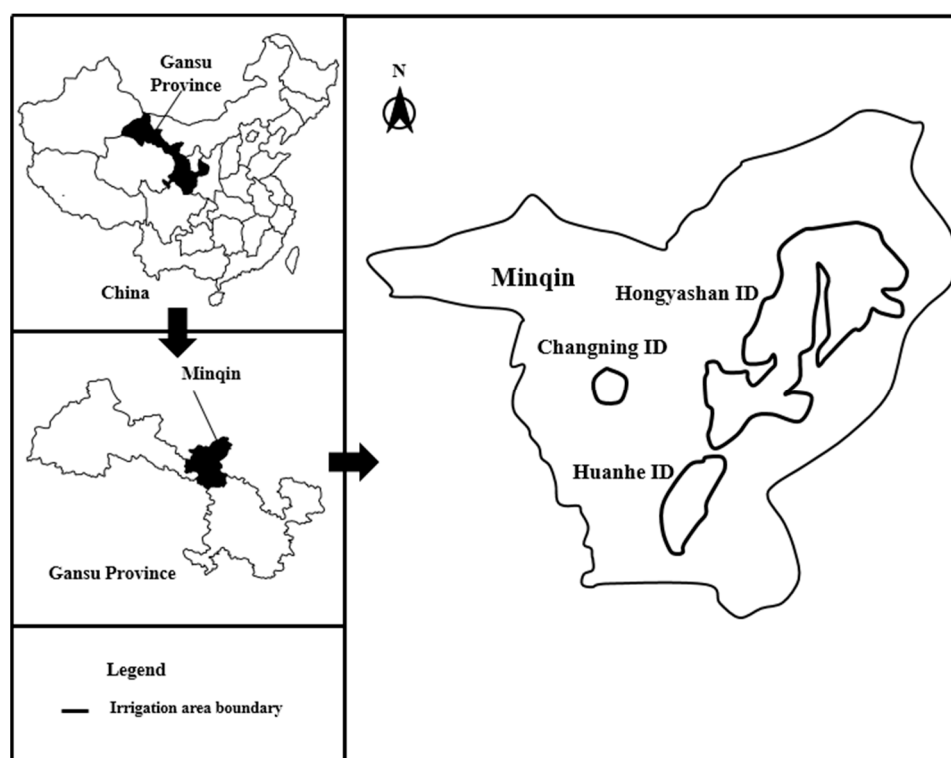 Gansu
Province
China
Minqin
Gansu Province
Legend
Irrigation area boundary
N
Minqin
Hongyashan ID
Changning ID
Huanhe ID